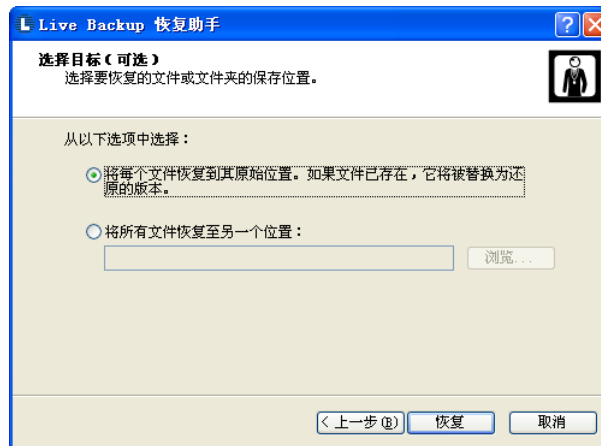 Live Backup 恢复助手
选择目标(可选)
选择要恢复的文件或文件夹的保存位置。
从以下选项中选择:
将每个文件恢复到其原始位置。如果文件已存在,它将被替换为还
原的版本。
将所有文件恢复至另一个位置:
浏览...
< 上一步(B)
恢复
取消